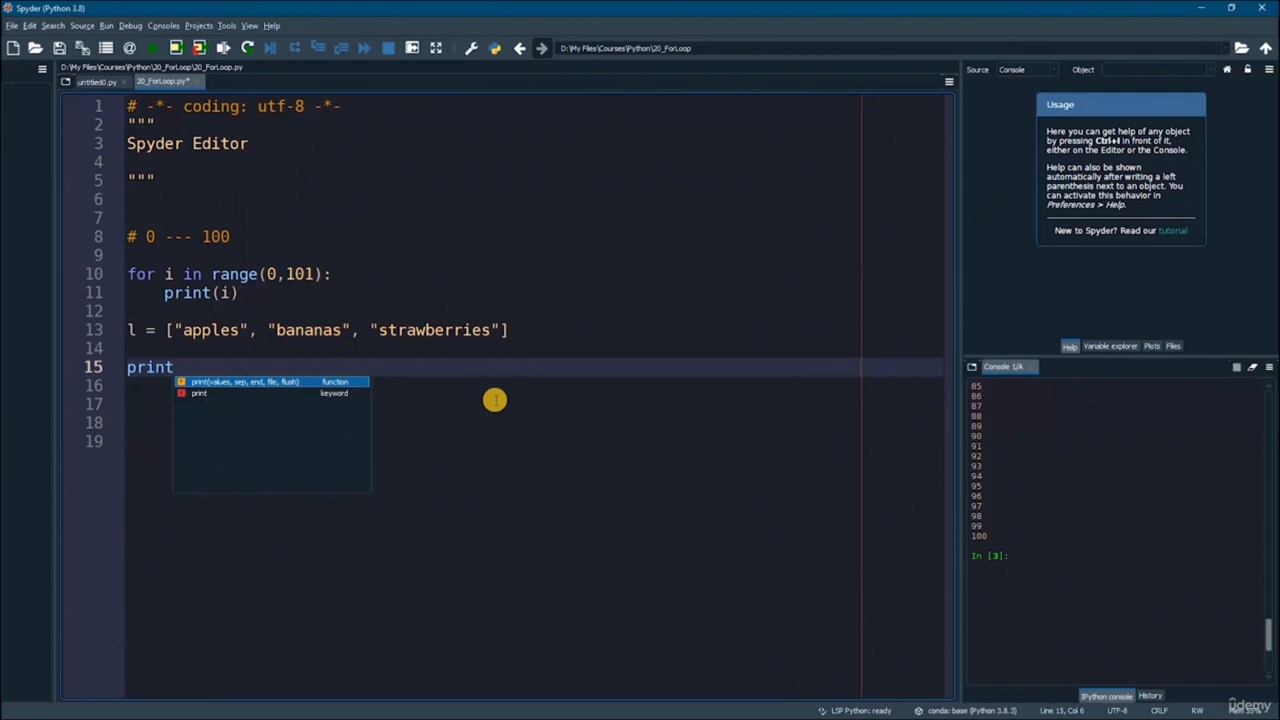 Spyder (Python 3.8)
File Edit Search Source Run Debug Consoles Projects Tools View Help
D:\My Files\Courses\Python\20_ForLoop
D:\My Files\Courses\Python\20_ForLoop\20_ForLoop.py
untitled0.py
20_ForLoop.py*
1 # -*- coding: utf-8 -*-
2 """
3 Spyder Editor
4
5 """
6
7
8 # 0 --- 100
9
10 for i in range(0,101):
11 print(i)
12
13 l = ["apples", "bananas", "strawberries"]
14
15 print
16
17
18
19
print(values, sep, end, file, flush) function
print keyword
Source Console Object
Usage
Here you can get help of any object
by pressing Ctrl+I in front of it,
either on the Editor or the Console.
Help can also be shown
automatically after writing a left
parenthesis next to an object. You
can activate this behavior in
Preferences > Help.
New to Spyder? Read our tutorial
Help Variable explorer Plots Files
Console 1/A
85
86
87
88
89
90
91
92
93
94
95
96
97
98
99
100
In [3]:
IPython console History
LSP Python: ready conda: base (Python 3.8.3) Line 15, Col 6 UTF-8 CRLF RW
udemy